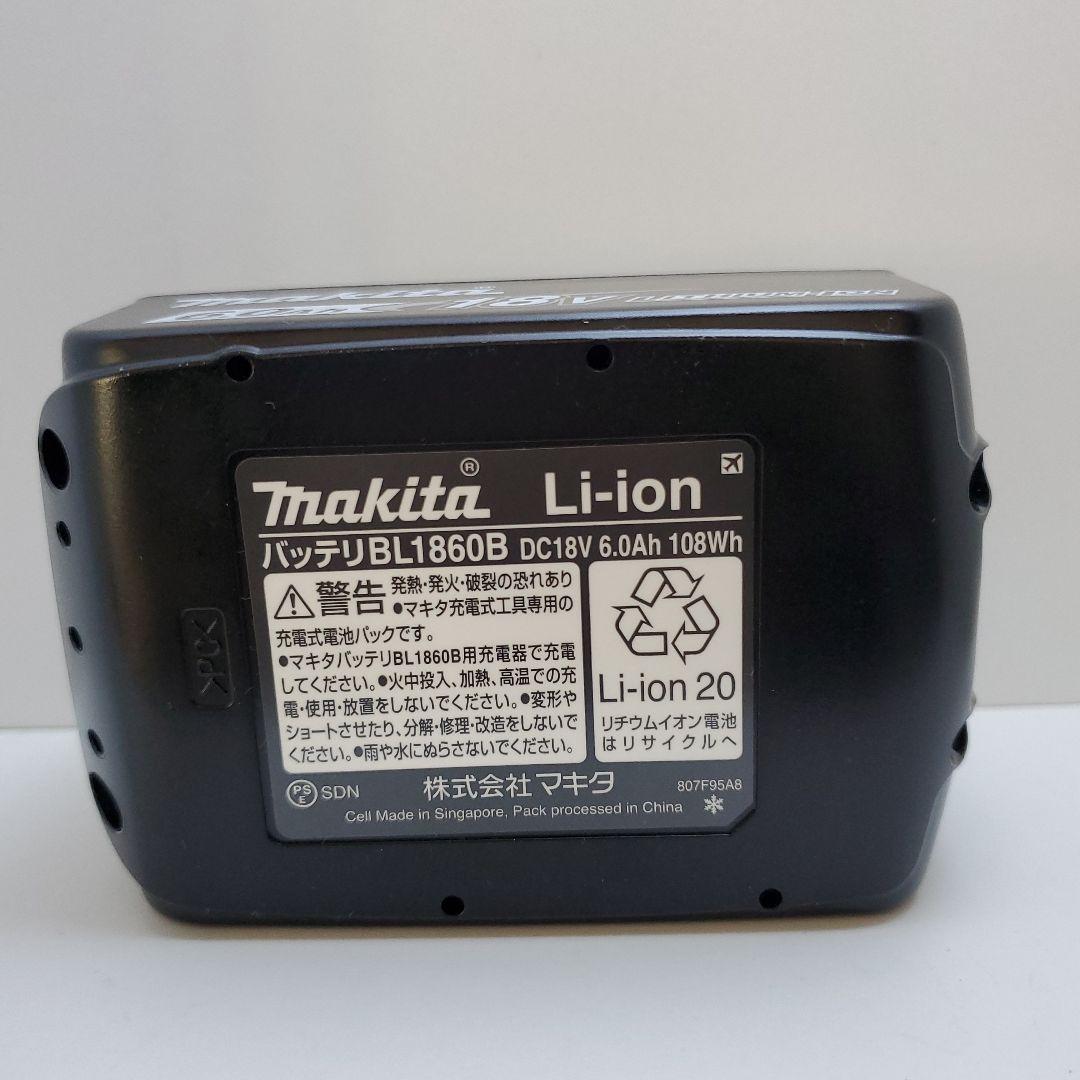 makita
18V
makita® Li-ion
バッテリBL1860B DC18V 6.0Ah 108Wh
警告 発熱・発火・破裂の恐れあり
●マキタ充電式工具専用の
充電式電池パックです。
●マキタバッテリBL1860B用充電器で充電
してください。●火中投入、加熱、高温での充
電・使用・放置をしないでください。●変形や
ショートさせたり、分解・修理・改造をしないで
ください。●雨や水にぬらさないでください。
Li-ion 20
リチウムイオン電池
はリサイクルへ
PSE SDN
株式会社マキタ
807F95A8
Cell Made in Singapore, Pack processed in China
>PC<